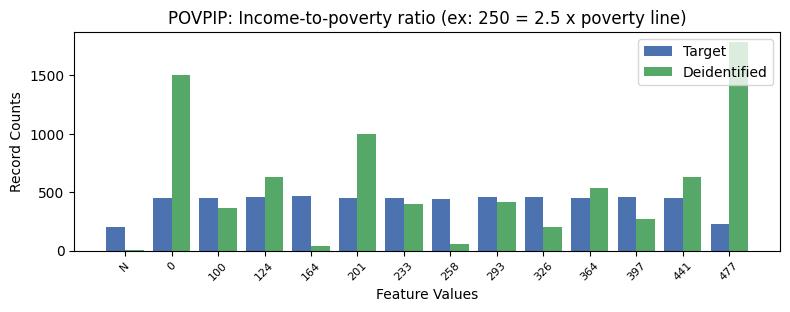 POVPIP: Income-to-poverty ratio (ex: 250 = 2.5 x poverty line)
Target
Deidentified
Record Counts
1500
1000
500
0
N 0 100 124 164 201 233 258 293 326 364 397 441 477
Feature Values